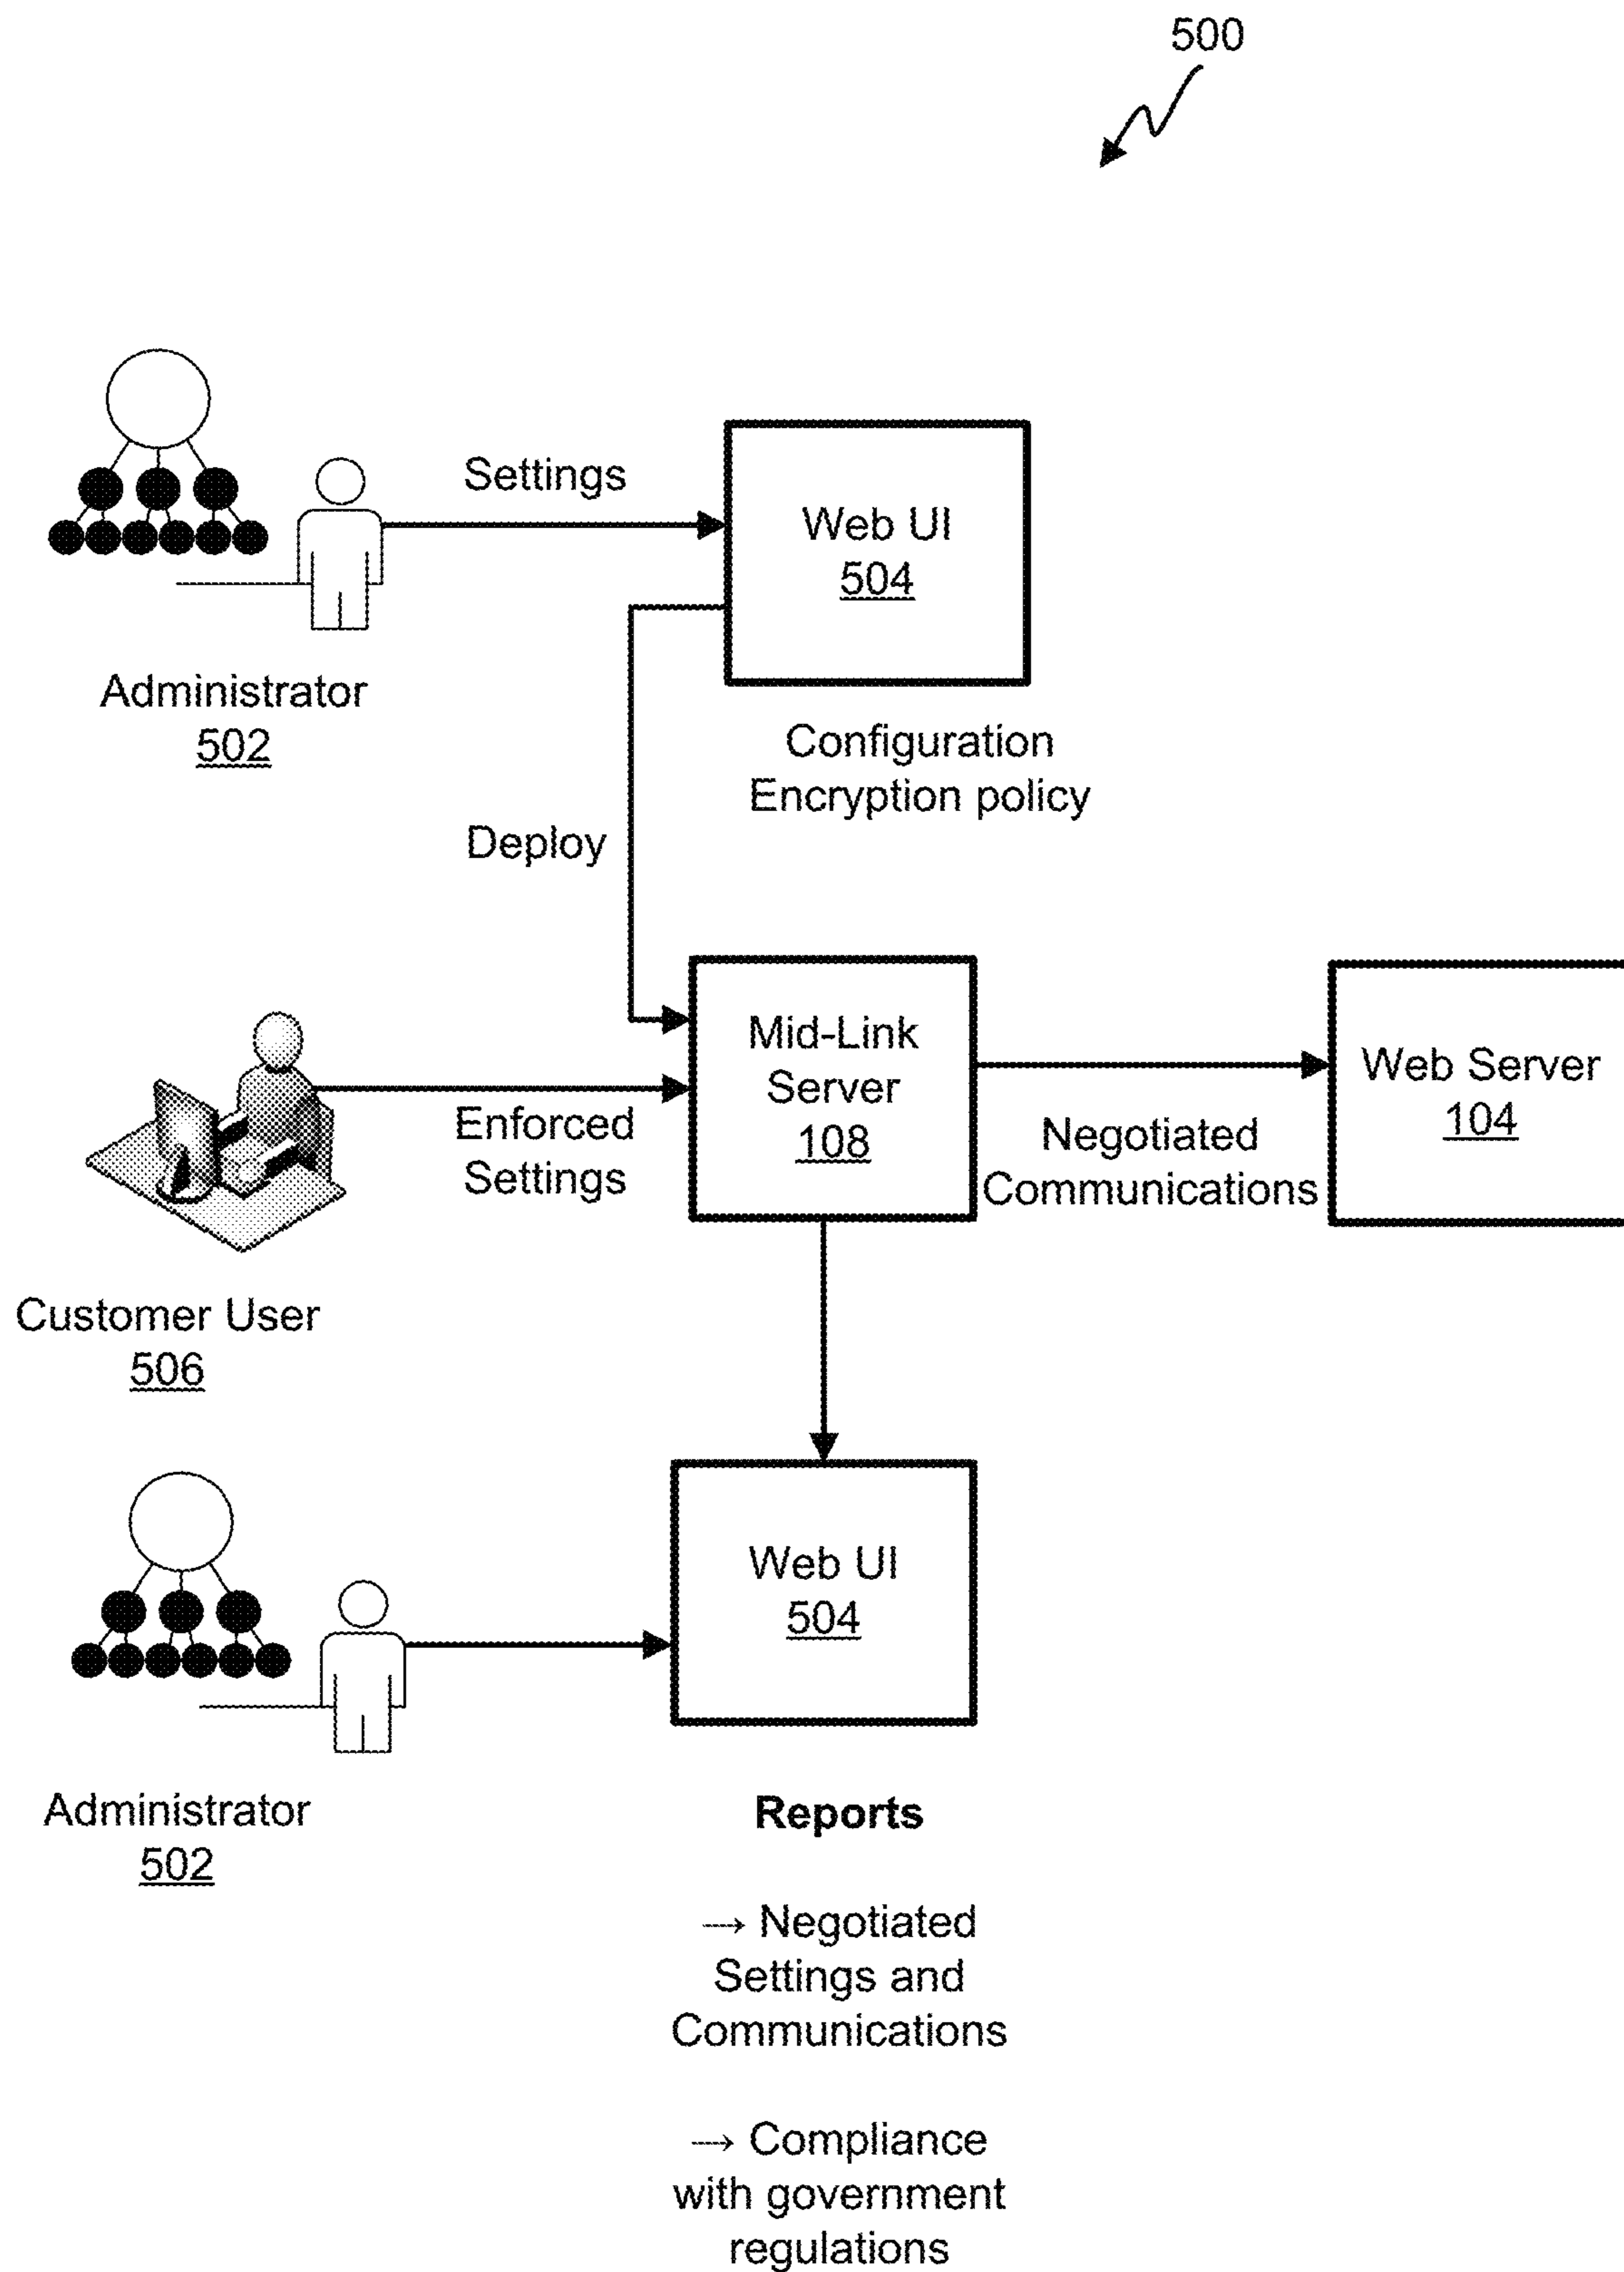 500
Settings
Web UI
504
Administrator
502
Configuration
Encryption policy
Deploy
Mid-Link
Server
108
Web Server
104
Enforced
Settings
Negotiated
Communications
Customer User
506
Web UI
504
Administrator
502
Reports
→ Negotiated
Settings and
Communications
→ Compliance
with government
regulations